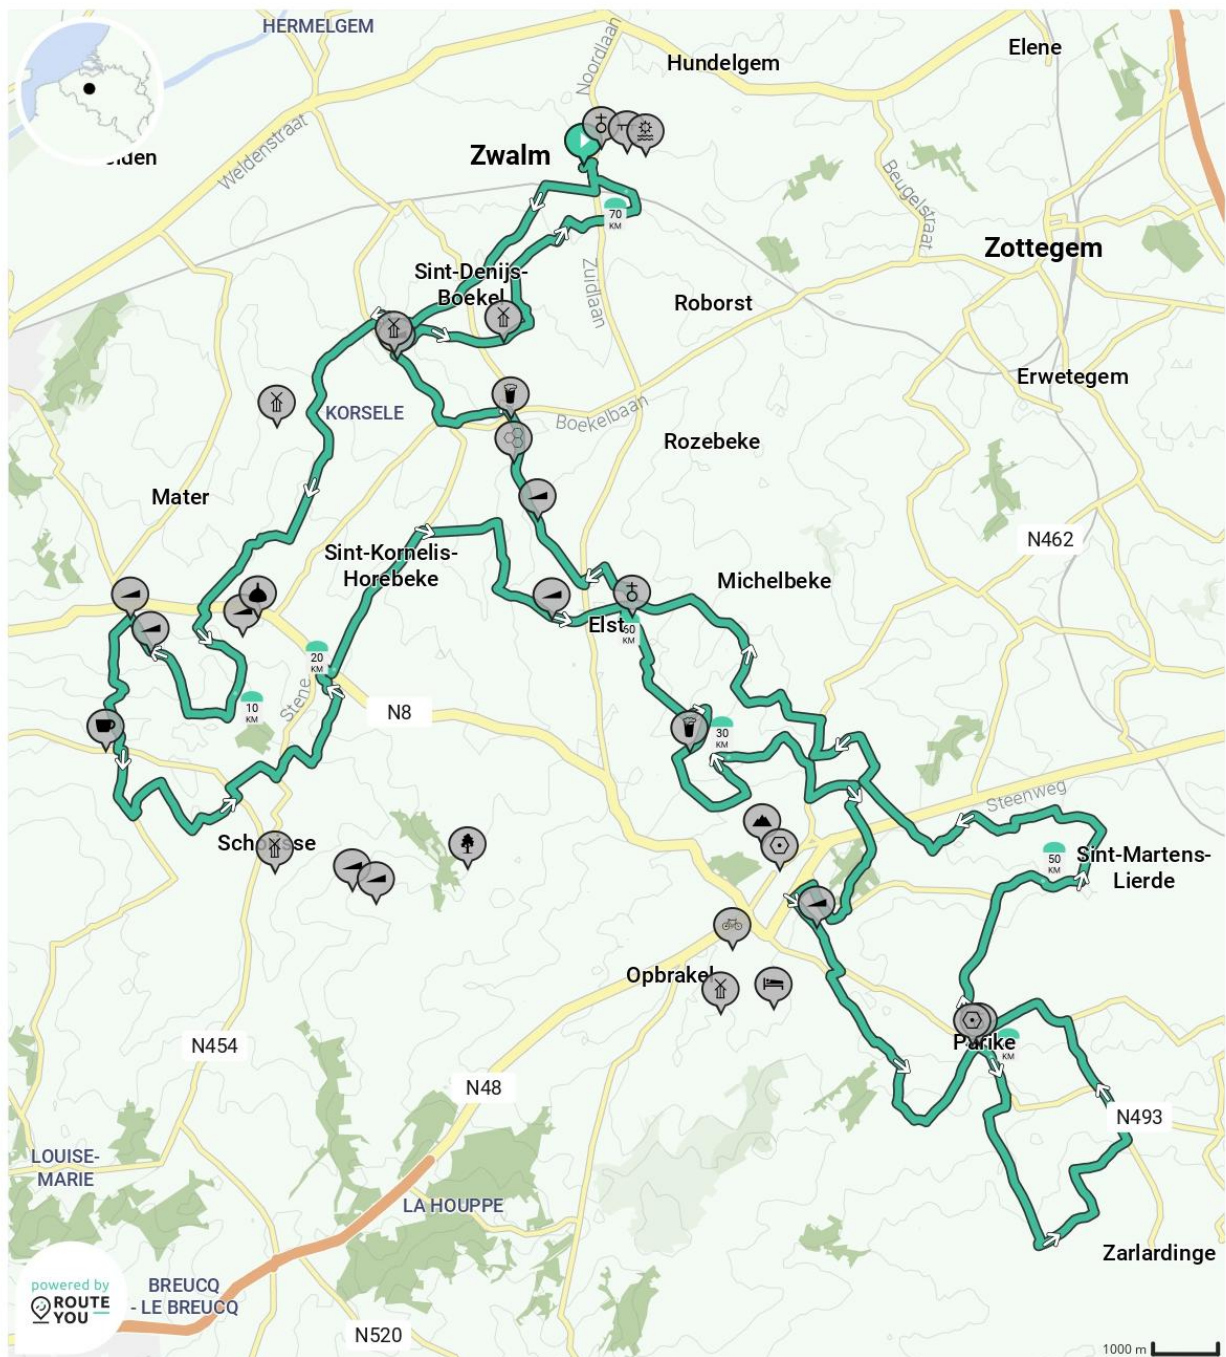 HERMELGEM
Noordlaan
Elene
Hundelgem
Weldenstraat
Zwalm
Beugelstraat
70
KM
Zottegem
Sint-Denijs-
Boekel
Zuidlaan
Roborst
Erwetegem
KORSELE
Boekelbaan
Rozebeke
Mater
N462
Sint-Kornelis-
Horebeke
Michelbeke
Elst
60
KM
20
KM
Stene
10
KM
N8
30
KM
Steenweg
50
KM
Sint-Martens-
Lierde
Opbrakel
Parike
KM
N454
N48
N493
LOUISE-
MARIE
LA HOUPPE
Zarlardinge
powered by
ROUTE
YOU
BREUCQ
- LE BREUCQ
N520
1000 m